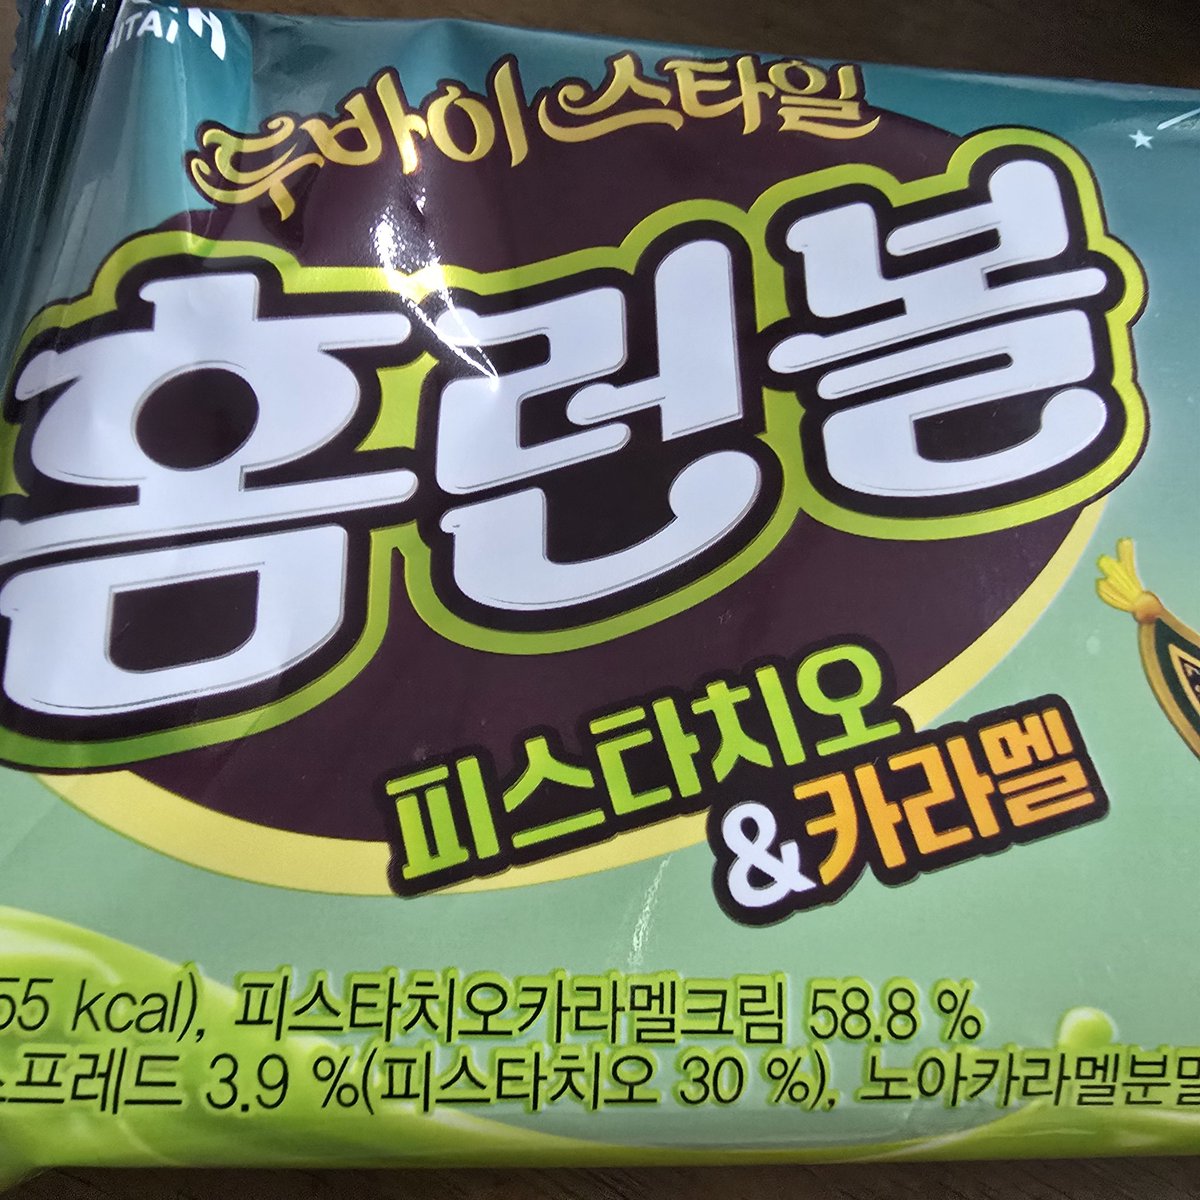 두바이 스타일
홈런볼
피스타치오
&카라멜
55 kcal), 피스타치오카라멜크림 58.8 %
프레드 3.9 %(피스타치오 30 %), 노아카라멜분말